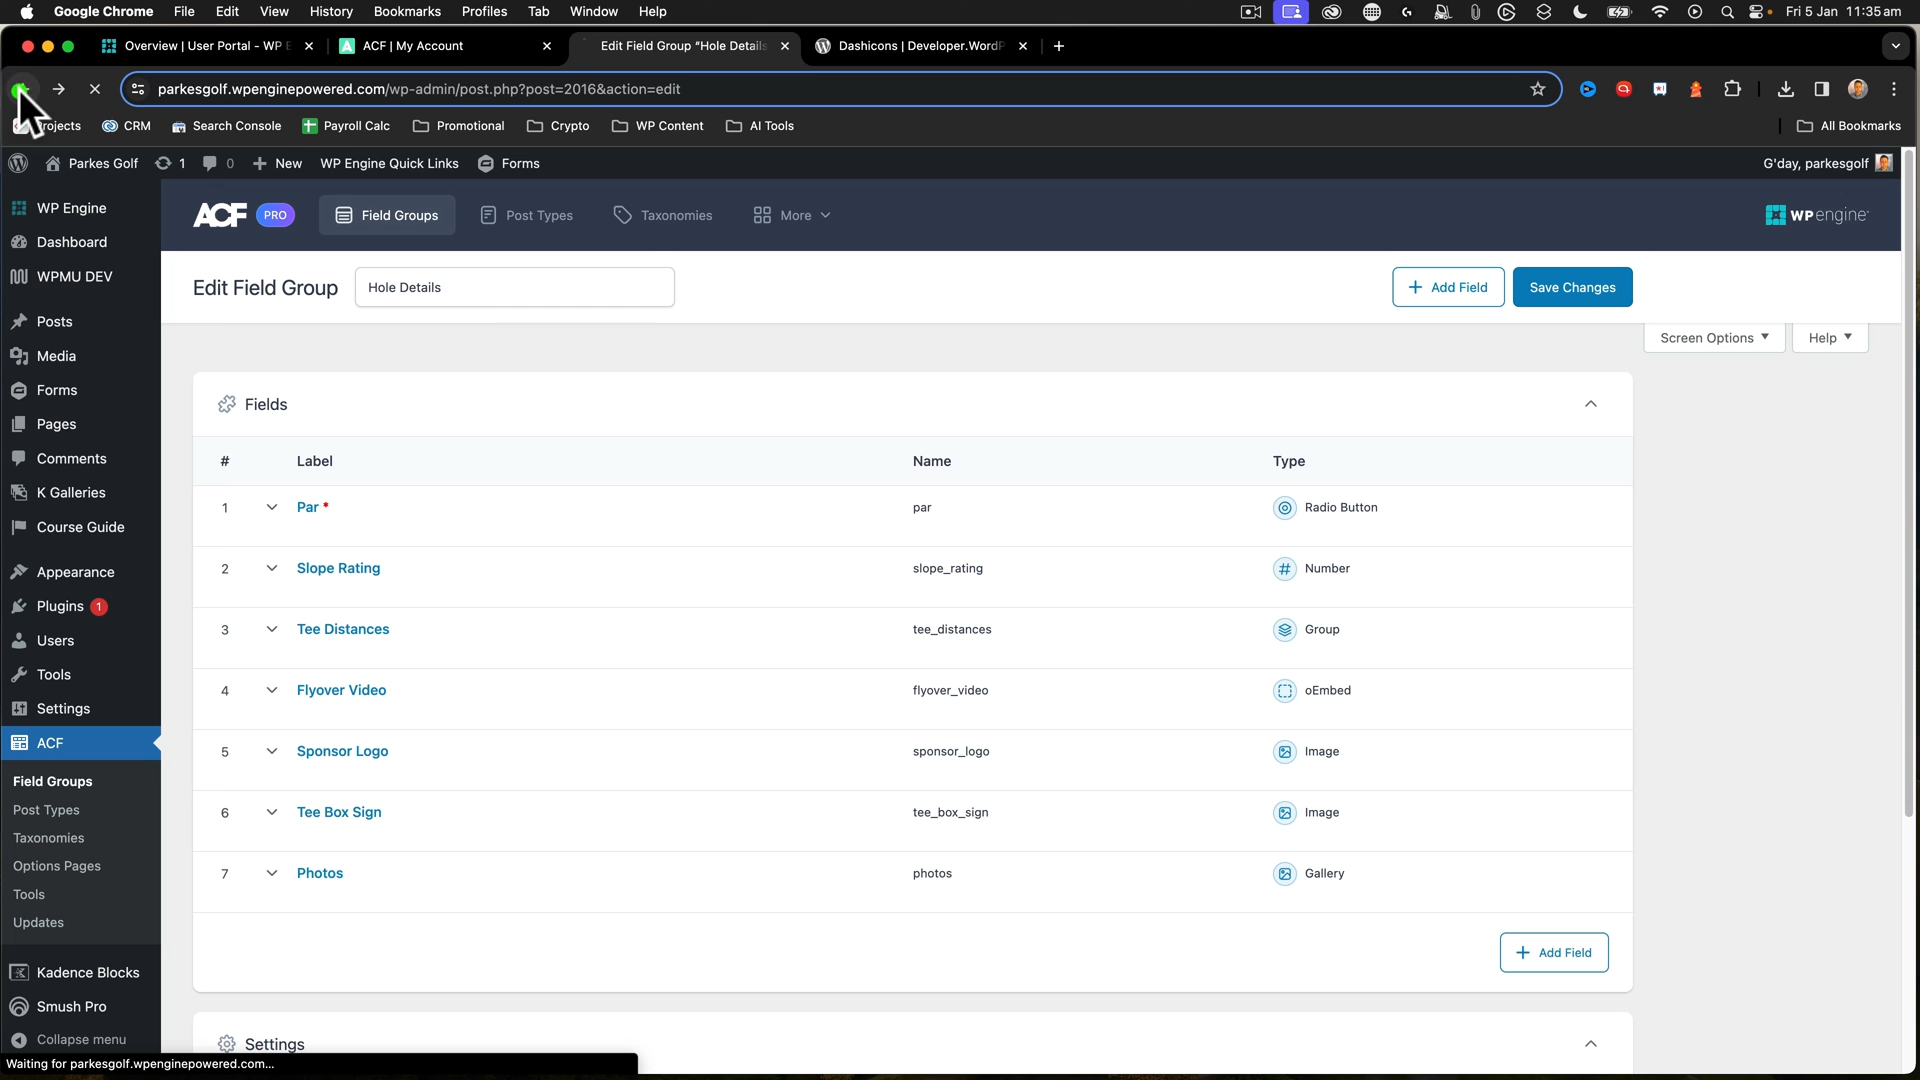 Google Chrome File Edit View History Bookmarks Profiles Tab Window Help Fri 5 Jan 11:35 am
Overview | User Portal - WP E ACF | My Account Edit Field Group “Hole Details Dashicons | Developer.WordP
parkesgolf.wpenginepowered.com/wp-admin/post.php?post=2016&action=edit
ojects CRM Search Console Payroll Calc Promotional Crypto WP Content AI Tools All Bookmarks
Parkes Golf 1 0 New WP Engine Quick Links Forms G'day, parkesgolf
WP Engine
Dashboard
WPMU DEV
Posts
Media
Forms
Pages
Comments
K Galleries
Course Guide
Appearance
Plugins 1
Users
Tools
Settings
ACF
Field Groups
Post Types
Taxonomies
Options Pages
Tools
Updates
Kadence Blocks
Smush Pro
Collapse menu
ACF PRO Field Groups Post Types Taxonomies More WP engine
Edit Field Group Hole Details + Add Field Save Changes
Screen Options Help
Fields
# Label Name Type
1 Par * par Radio Button
2 Slope Rating slope_rating # Number
3 Tee Distances tee_distances Group
4 Flyover Video flyover_video oEmbed
5 Sponsor Logo sponsor_logo Image
6 Tee Box Sign tee_box_sign Image
7 Photos photos Gallery
+ Add Field
Settings
Waiting for parkesgolf.wpenginepowered.com...